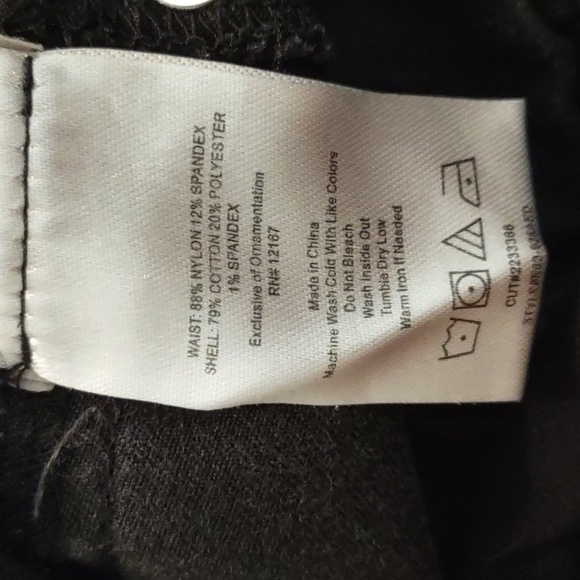 WAIST: 88% NYLON 12% SPANDEX
SHELL: 79% COTTON 20% POLYESTER
1% SPANDEX
Exclusive of Ornamentation
RN# 12167
Made in China
Machine Wash Cold With Like Colors
Do Not Bleach
Wash Inside Out
Tumble Dry Low
Warm Iron If Needed
CUT#2233366